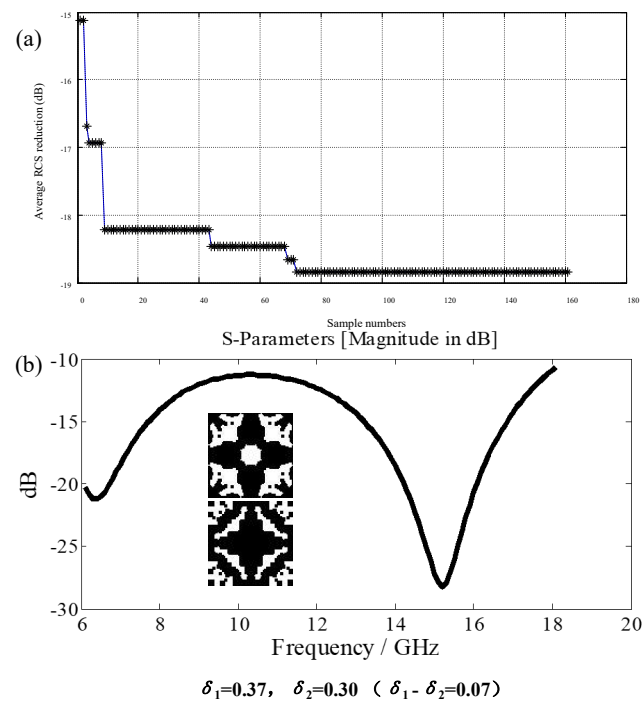 (a)
Average RCS reduction (dB)
-15
-16
-17
-18
-19
0 20 40 60 80 100 120 140 160 180
Sample numbers
S-Parameters [Magnitude in dB]
(b)
dB
-10
-15
-20
-25
-30
6 8 10 12 14 16 18 20
Frequency / GHz
δ1=0.37, δ2=0.30 ( δ1 - δ2=0.07)